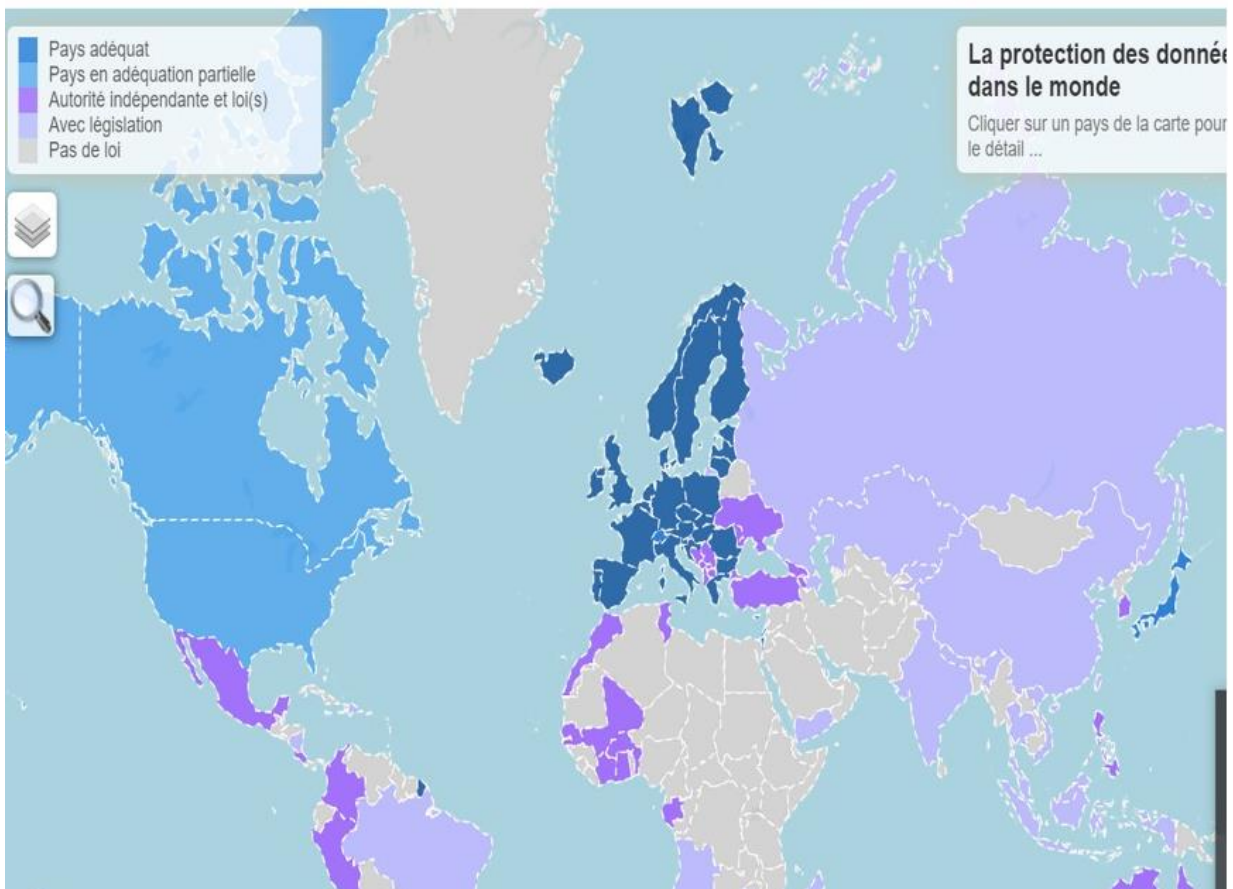 Pays adéquat
Pays en adéquation partielle
Autorité indépendante et loi(s)
Avec législation
Pas de loi
La protection des donnée
dans le monde
Cliquer sur un pays de la carte pour
le détail ...